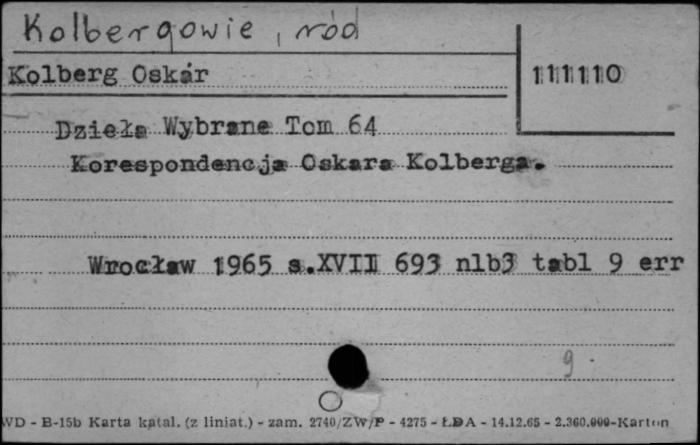 Kolbergowie, ród
Kolberg Oskar
111110
Dzieła Wybrane Tom 64
Korespondencja Oskara Kolberga.
Wrocław 1965 s.XVII 693 nlb3 tabl 9 err
9.
WD - B-15b Karta katal. (z liniat.) - zam. 2740/ZW/P - 4275 - ŁDA - 14.12.65 - 2.360.000-Karton